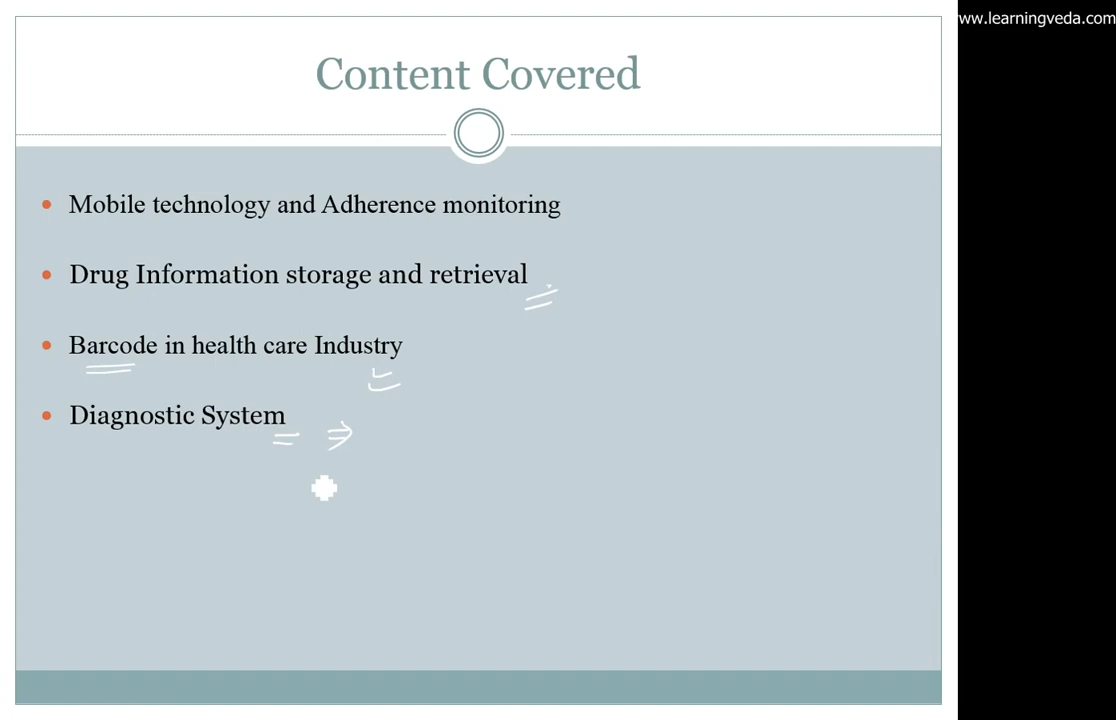 ww.learningveda.com
Content Covered
Mobile technology and Adherence monitoring
Drug Information storage and retrieval
Barcode in health care Industry
Diagnostic System